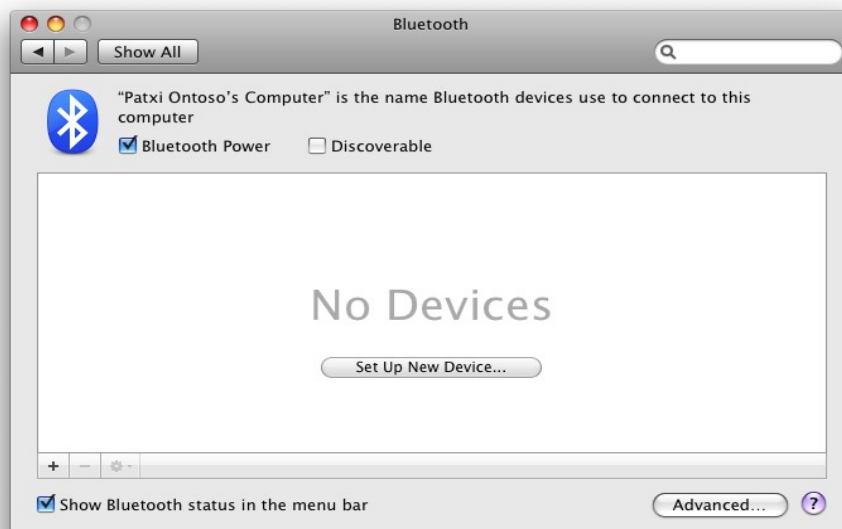 Bluetooth
Show All
“Patxi Ontoso’s Computer” is the name Bluetooth devices use to connect to this
computer
Bluetooth Power Discoverable
No Devices
Set Up New Device...
+ −
Show Bluetooth status in the menu bar Advanced... ?